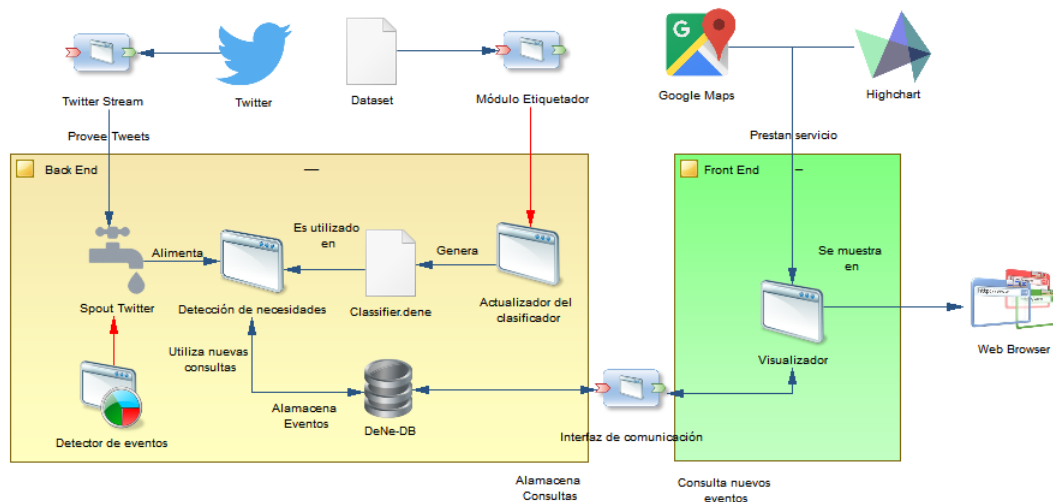 Twitter Stream
Twitter
Dataset
Módulo Etiquetador
G
Google Maps
Highchart
Provee Tweets
Prestan servicio
Back End
Front End
Alimenta
Es utilizado
en
Genera
Se muestra
en
Spout Twitter
Detección de necesidades
Classifier.dene
Actualizador del
clasificador
http://www.
Web Browser
Visualizador
Utiliza nuevas
consultas
Alamacena
Eventos
DeNe-DB
Detector de eventos
Interfaz de comunicación
Alamacena
Consultas
Consulta nuevos
eventos